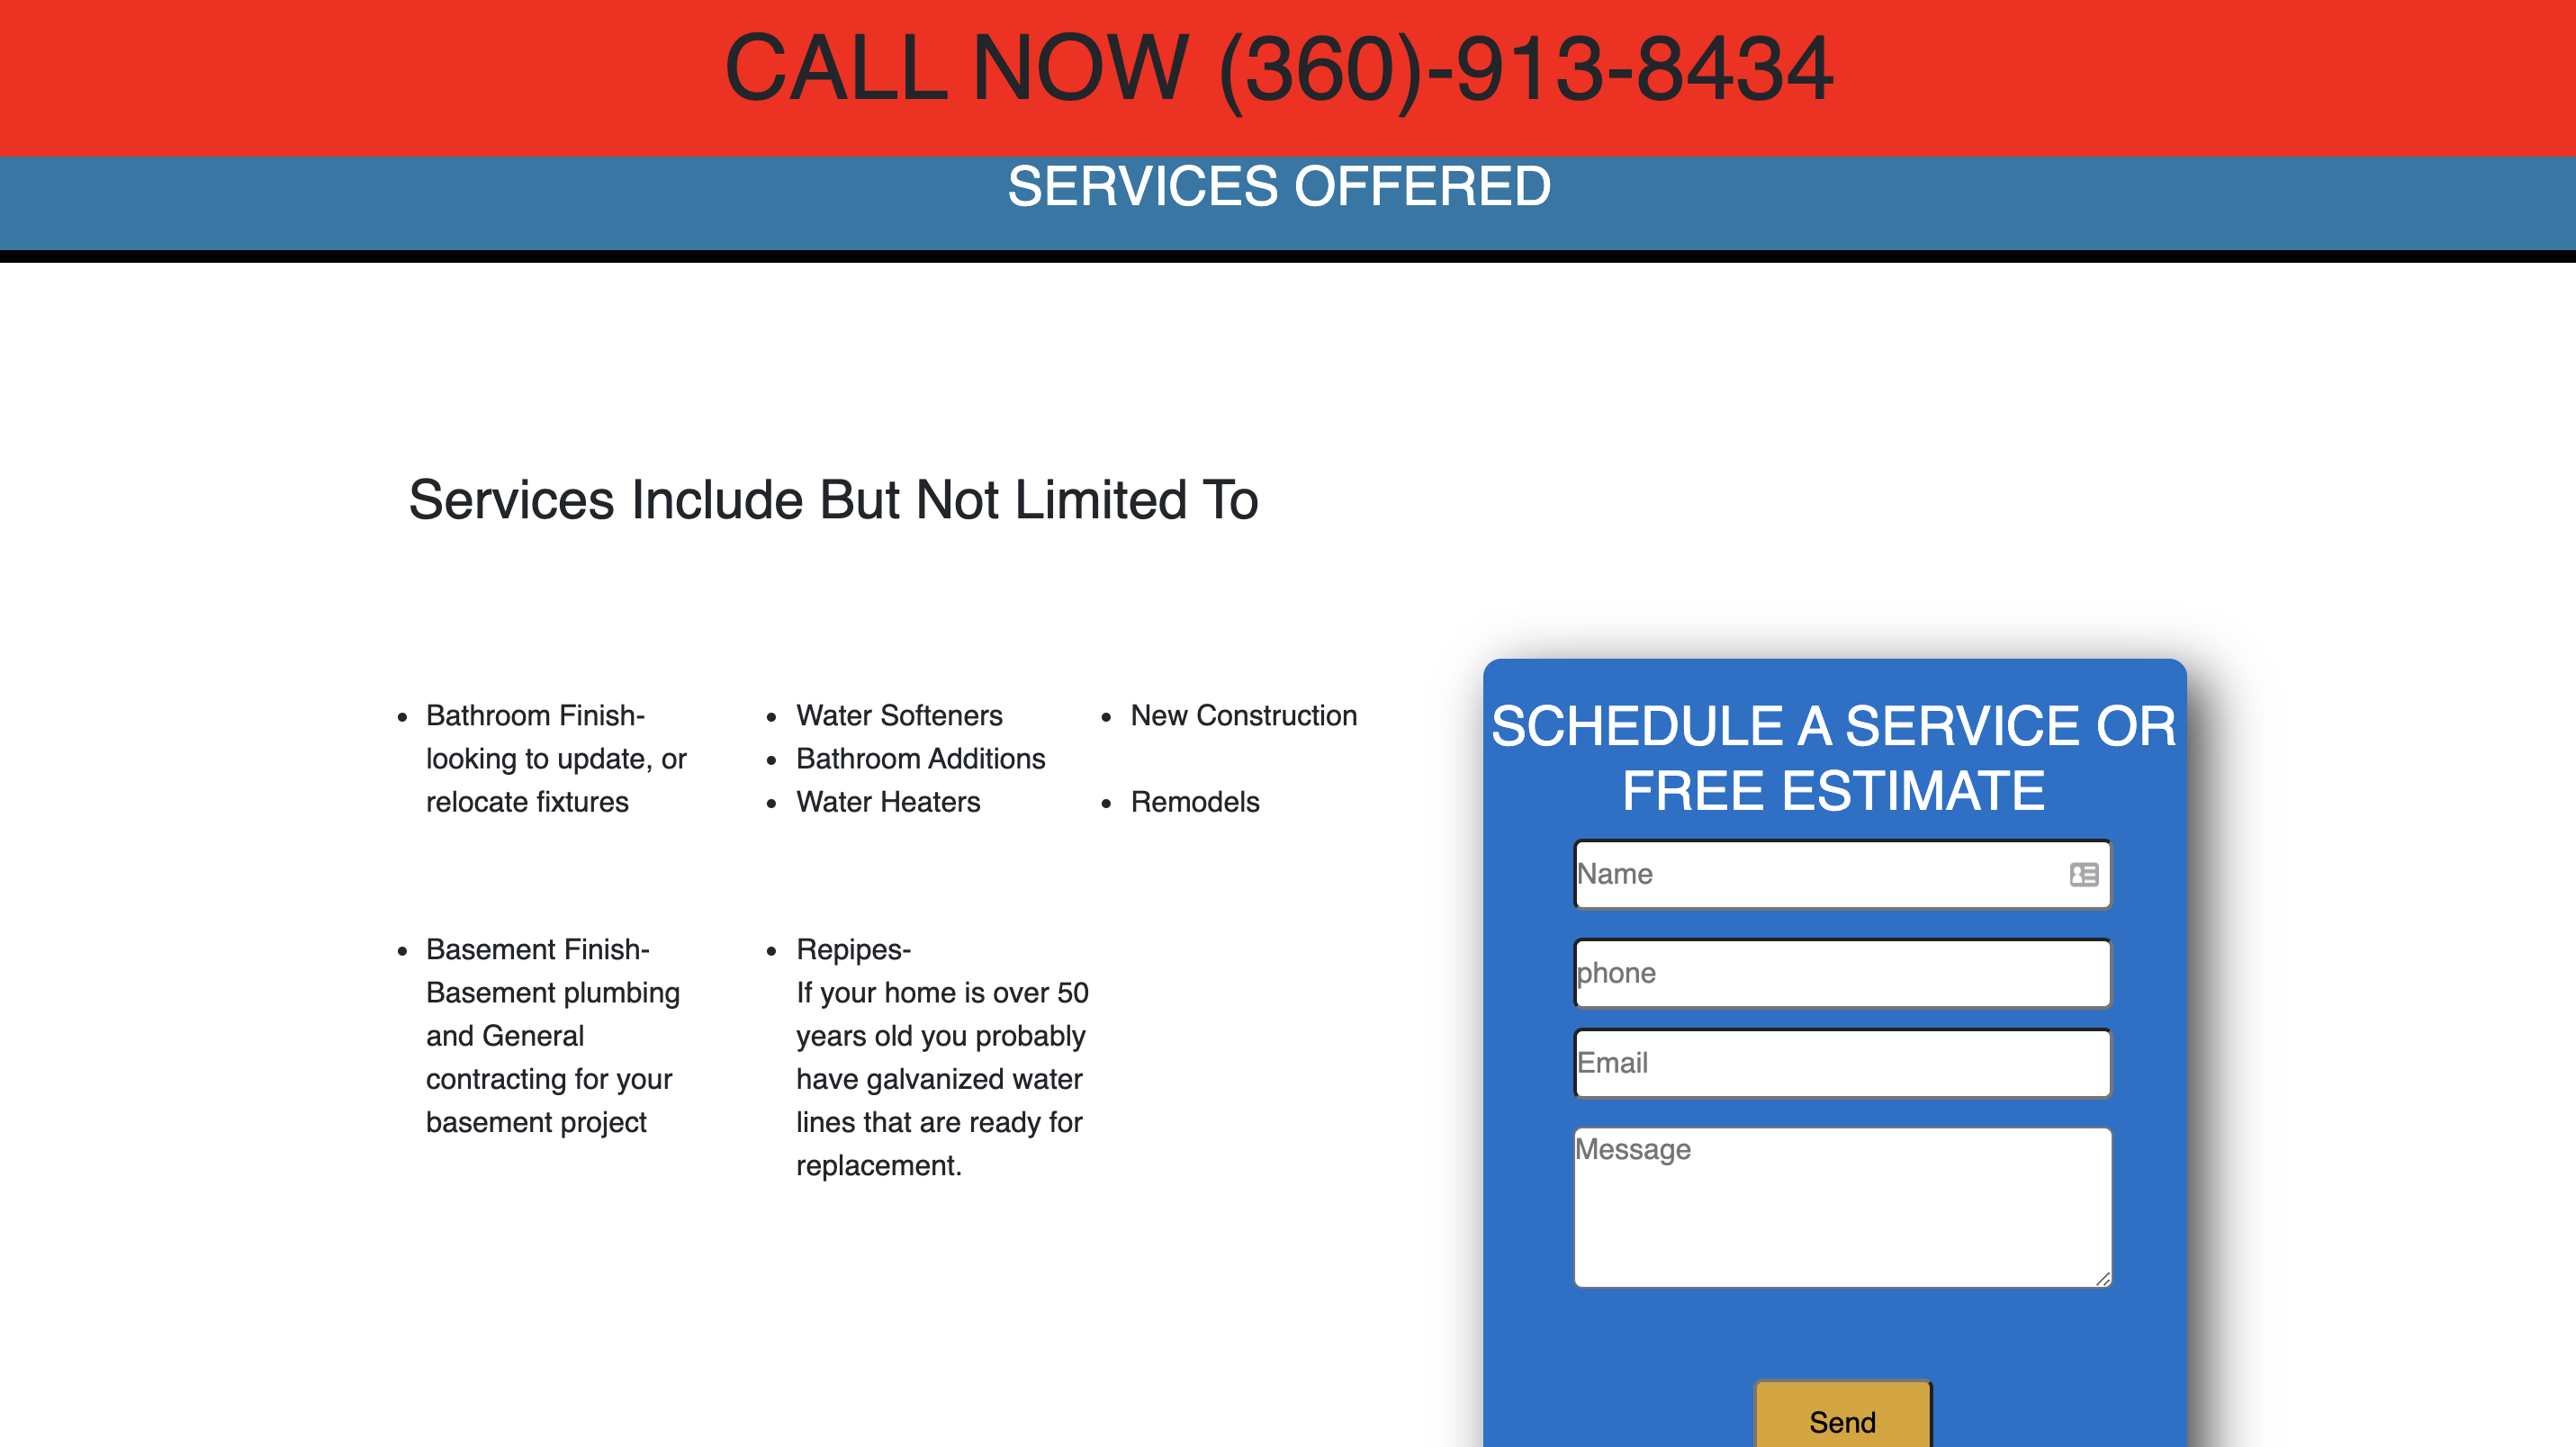 CALL NOW (360)-913-8434
SERVICES OFFERED
Services Include But Not Limited To
Bathroom Finish-
looking to update, or
relocate fixtures
Water Softeners
Bathroom Additions
Water Heaters
New Construction
Remodels
Basement Finish-
Basement plumbing
and General
contracting for your
basement project
Repipes-
If your home is over 50
years old you probably
have galvanized water
lines that are ready for
replacement.
SCHEDULE A SERVICE OR
FREE ESTIMATE
Name
phone
Email
Message
Send